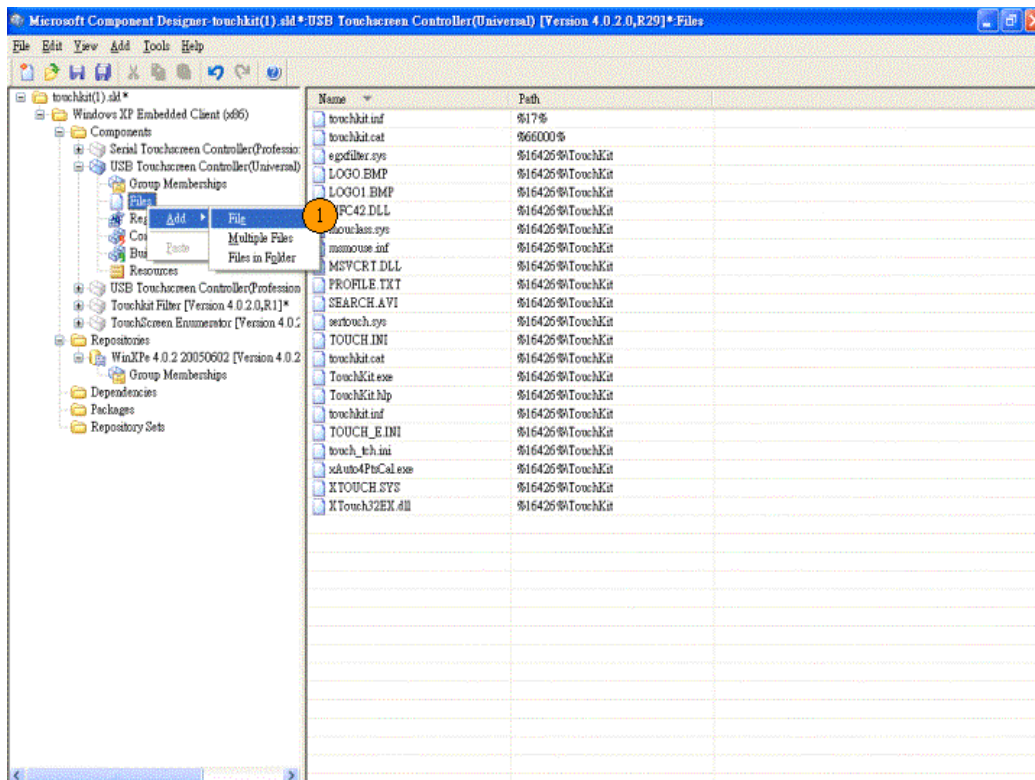 Microsoft Component Designer-touchkit(1).sld*:USB Touchscreen Controller(Universal) [Version 4.0.2.0,R29]*:Files
File Edit View Add Tools Help
touchkit(1).sld*
Windows XP Embedded Client (x86)
Components
Serial Touchscreen Controller(Professio:
USB Touchscreen Controller(Universal)
Group Memberships
Files
Reg
Co
Bui
Resources
USB Touchscreen Controller(Profession
Touchkit Filter [Version 4.0.2.0,R1]*
TouchScreen Enumerator [Version 4.0.2
Repositories
WinXPe 4.0.2 20050602 [Version 4.0.2
Group Memberships
Dependencies
Packages
Repository Sets
Add
Paste
File
Multiple Files
Files in Folder
1
Name Path
touchkit.inf %17%
touchkit.cat %66000%
egxfilter.sys %16426%\TouchKit
LOGO.BMP %16426%\TouchKit
LOGO1.BMP %16426%\TouchKit
FC42.DLL %16426%\TouchKit
mouclass.sys %16426%\TouchKit
msmouse.inf %16426%\TouchKit
MSVCRT.DLL %16426%\TouchKit
PROFILE.TXT %16426%\TouchKit
SEARCH.AVI %16426%\TouchKit
sertouch.sys %16426%\TouchKit
TOUCH.INI %16426%\TouchKit
touchkit.cat %16426%\TouchKit
TouchKit.exe %16426%\TouchKit
TouchKit.hlp %16426%\TouchKit
touchkit.inf %16426%\TouchKit
TOUCH_E.INI %16426%\TouchKit
touch_tch.ini %16426%\TouchKit
xAuto4PtsCal.exe %16426%\TouchKit
XTOUCH.SYS %16426%\TouchKit
XTouch32EX.dll %16426%\TouchKit